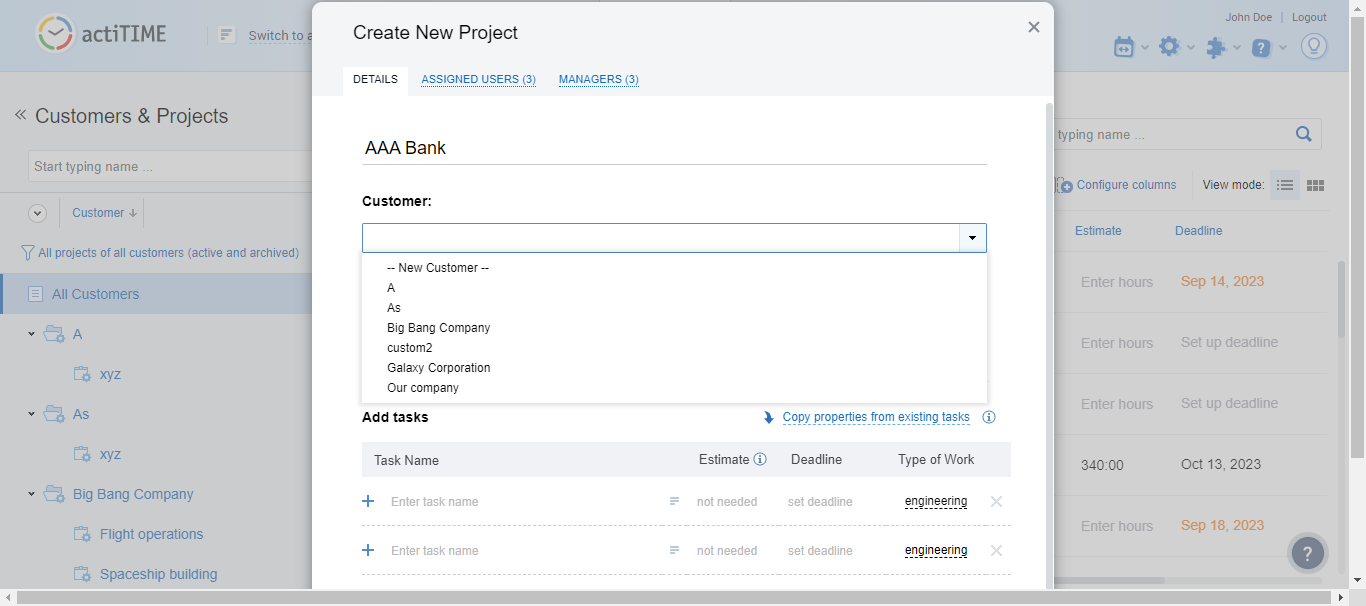 actiTIME
Switch to a
John Doe | Logout
Create New Project
DETAILS
ASSIGNED USERS (3)
MANAGERS (3)
Customers & Projects
Start typing name ...
Customer
All projects of all customers (active and archived)
All Customers
A
xyz
As
xyz
Big Bang Company
Flight operations
Spaceship building
AAA Bank
Customer:
-- New Customer --
A
As
Big Bang Company
custom2
Galaxy Corporation
Our company
Add tasks
Copy properties from existing tasks
Task Name Estimate Deadline Type of Work
Enter task name not needed set deadline engineering
Enter task name not needed set deadline engineering
typing name ...
Configure columns
View mode:
Estimate Deadline
Enter hours Sep 14, 2023
Enter hours Set up deadline
Enter hours Set up deadline
340:00 Oct 13, 2023
Enter hours Sep 18, 2023
?